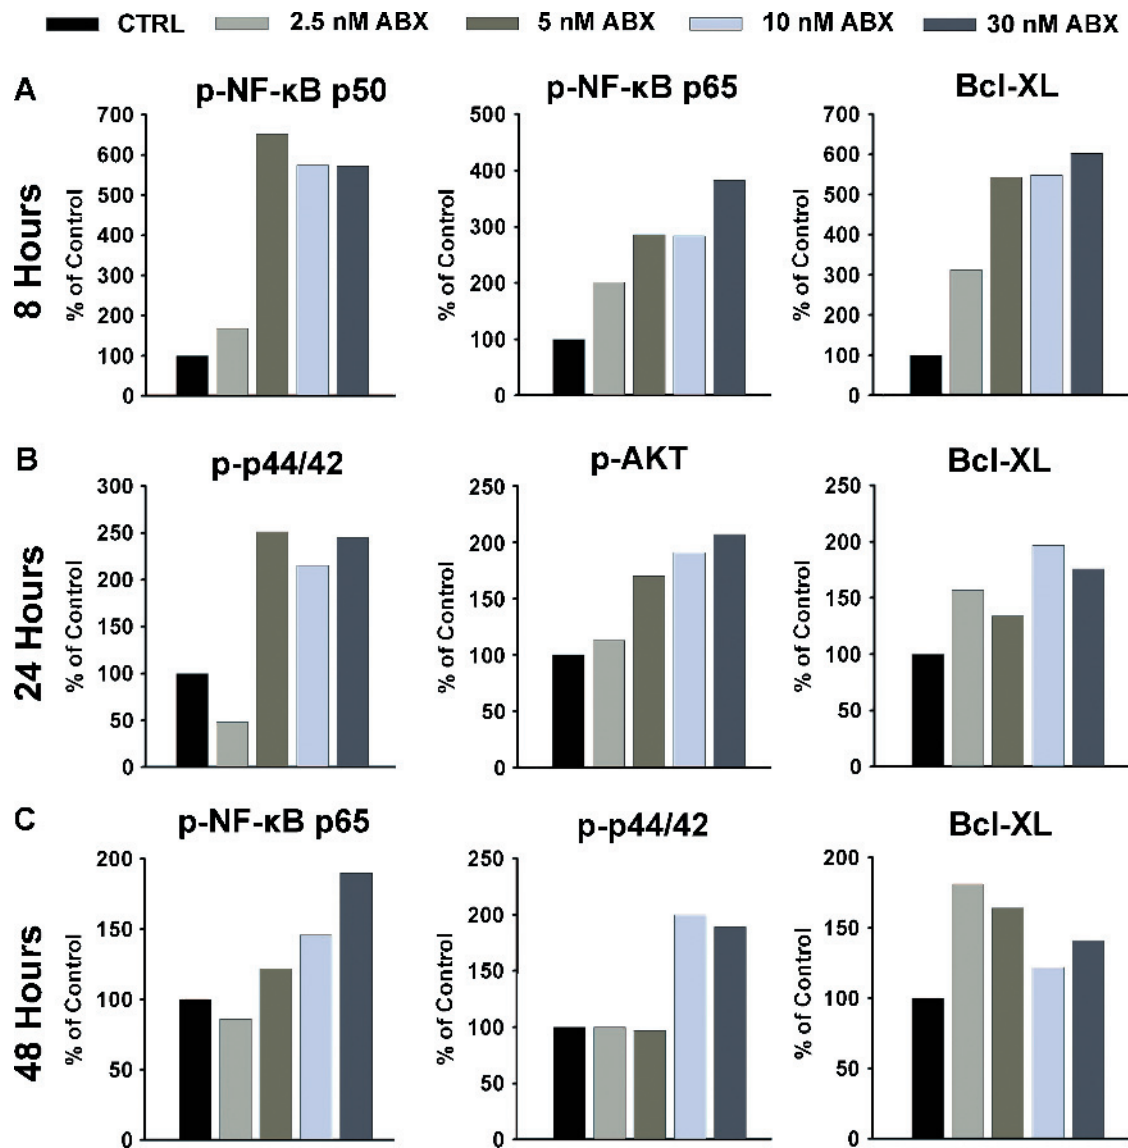 CTRL 2.5 nM ABX 5 nM ABX 10 nM ABX 30 nM ABX
A
8 Hours
p-NF-κB p50
% of Control
700
600
500
400
300
200
100
0
p-NF-κB p65
% of Control
500
400
300
200
100
0
Bcl-XL
% of Control
700
600
500
400
300
200
100
0
B
24 Hours
p-p44/42
% of Control
300
250
200
150
100
50
0
p-AKT
% of Control
250
200
150
100
50
0
Bcl-XL
% of Control
250
200
150
100
50
0
C
48 Hours
p-NF-κB p65
% of Control
200
150
100
50
0
p-p44/42
% of Control
250
200
150
100
50
0
Bcl-XL
% of Control
200
150
100
50
0